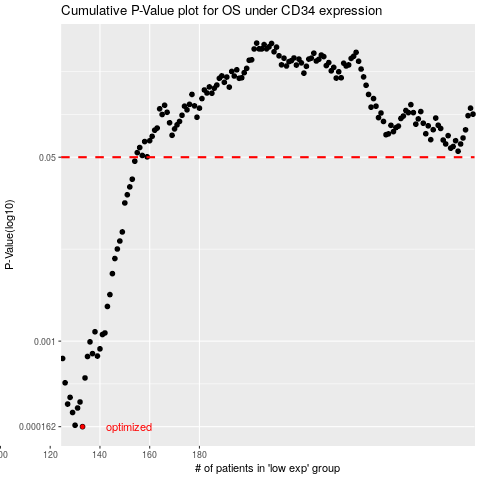 Cumulative P-Value plot for OS under CD34 expression
P-Value(log10)
0.05
0.001
0.000162
optimized
00 120 140 160 180
# of patients in 'low exp' group